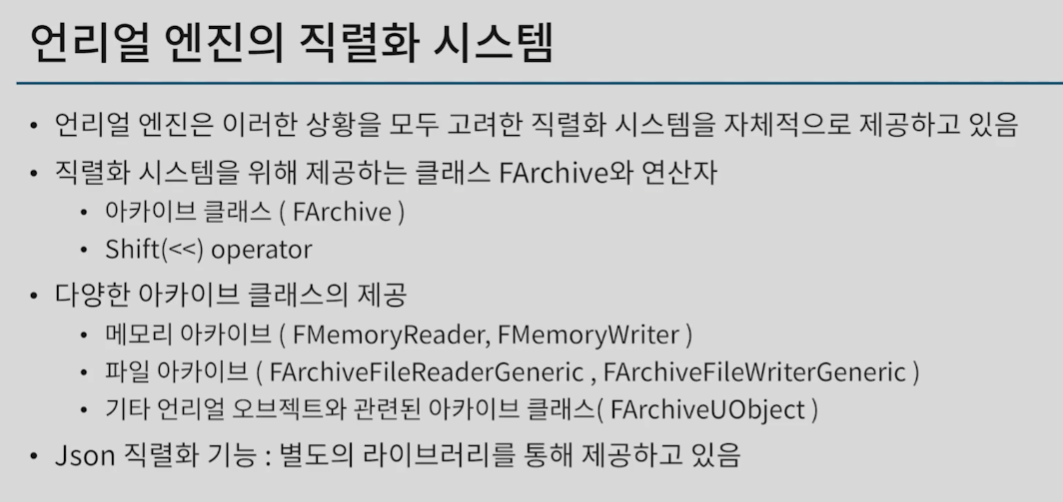 언리얼 엔진의 직렬화 시스템
• 언리얼 엔진은 이러한 상황을 모두 고려한 직렬화 시스템을 자체적으로 제공하고 있음
• 직렬화 시스템을 위해 제공하는 클래스 FArchive와 연산자
• 아카이브 클래스 ( FArchive )
• Shift(<<) operator
• 다양한 아카이브 클래스의 제공
• 메모리 아카이브 ( FMemoryReader, FMemoryWriter )
• 파일 아카이브 ( FArchiveFileReaderGeneric , FArchiveFileWriterGeneric )
• 기타 언리얼 오브젝트와 관련된 아카이브 클래스( FArchiveUObject )
• Json 직렬화 기능 : 별도의 라이브러리를 통해 제공하고 있음